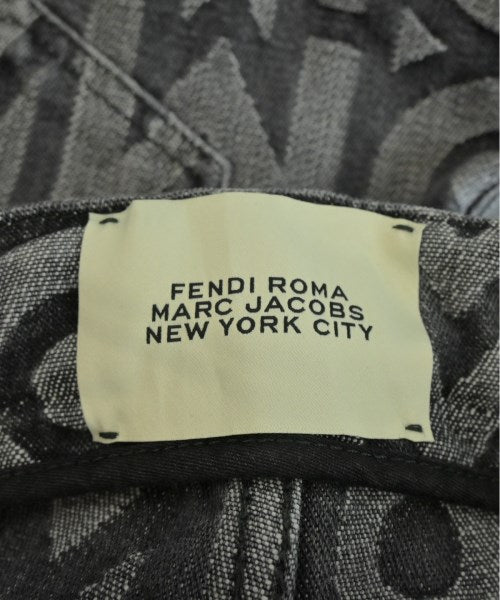 FENDI ROMA
MARC JACOBS
NEW YORK CITY